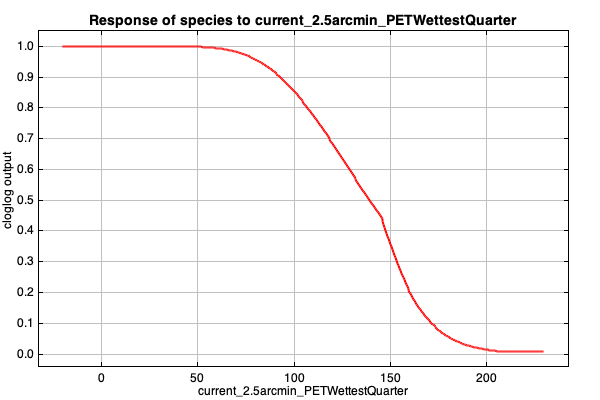 Response of species to current_2.5arcmin_PETWettestQuarter
1.0
0.9
0.8
0.7
0.6
0.5
0.4
0.3
0.2
0.1
0.0
cloglog output
0 50 100 150 200
current_2.5arcmin_PETWettestQuarter